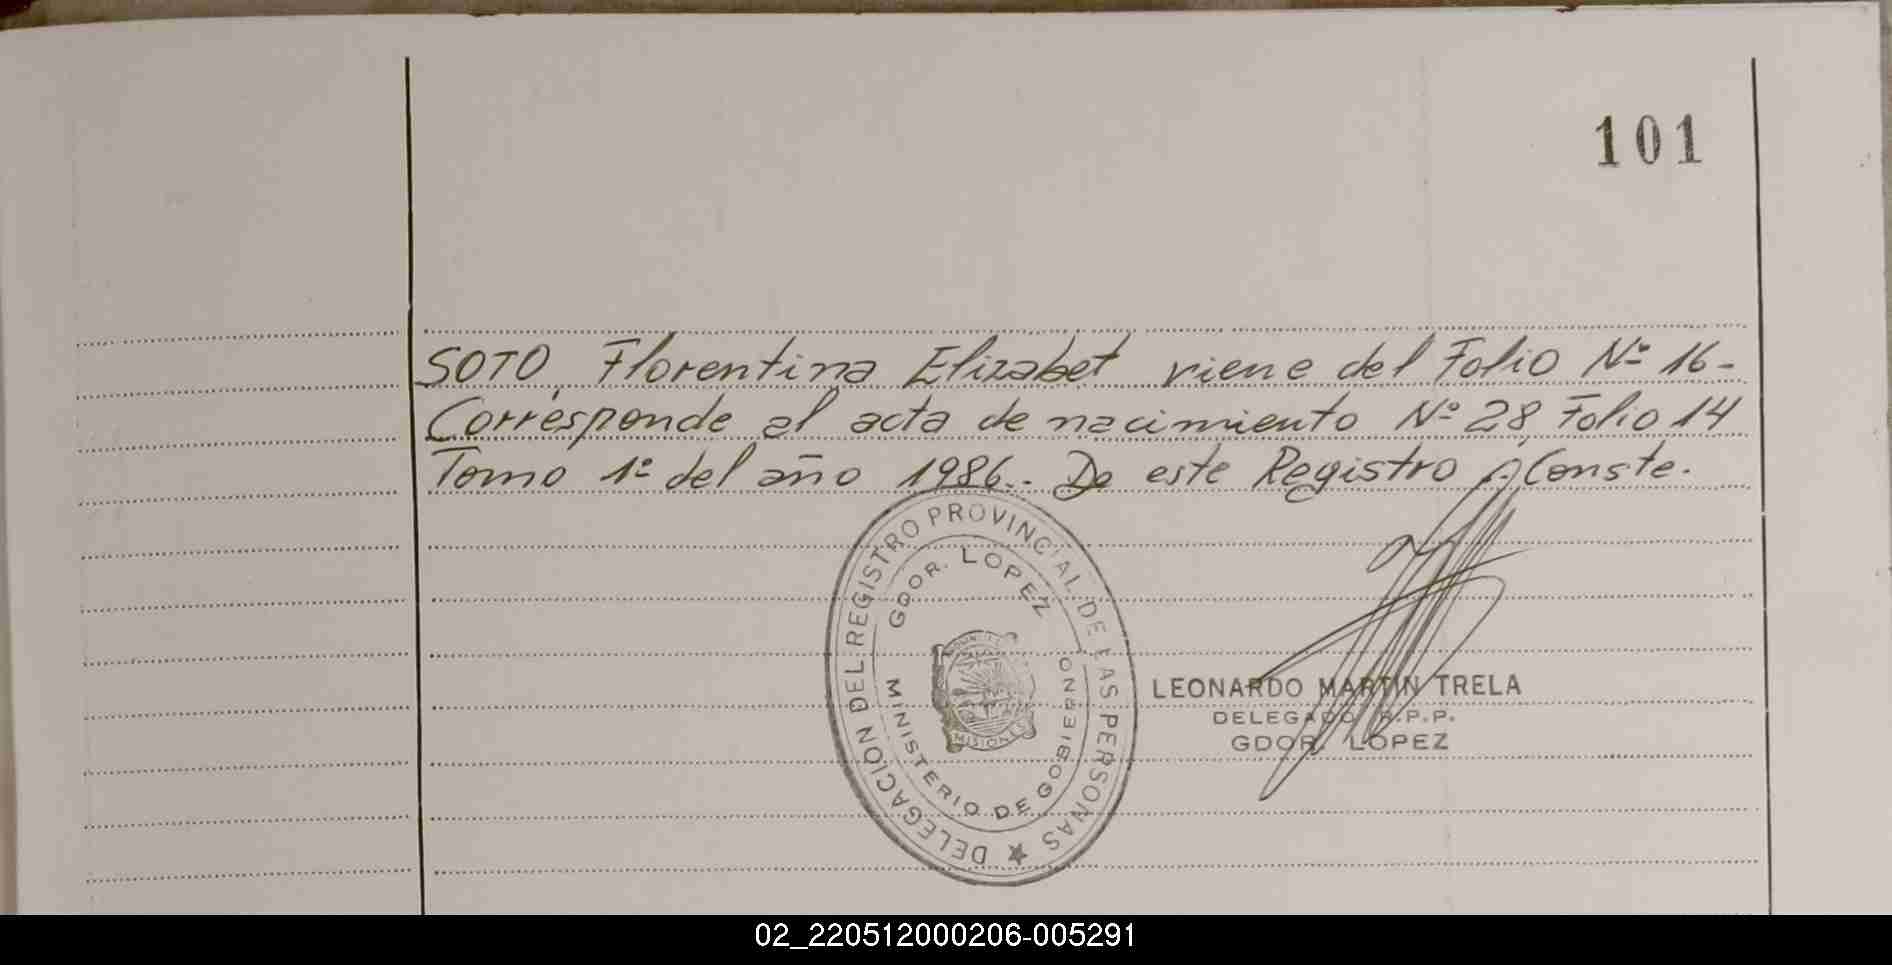 101
SOTO, Florentina Elizabet viene del Folio Nº 16-
Corresponde al acta de nacimiento Nº 28 Folio 14
Tomo 1º del año 1986.- De este Registro Conste.
DELEGACION DEL REGISTRO PROVINCIAL DE LAS PERSONAS ★
GDOR. LOPEZ
MINISTERIO DE GOBIERNO
MISIONES
LEONARDO MARTIN TRELA
DELEGADO R.P.P.
GDOR. LOPEZ
02_220512000206-005291